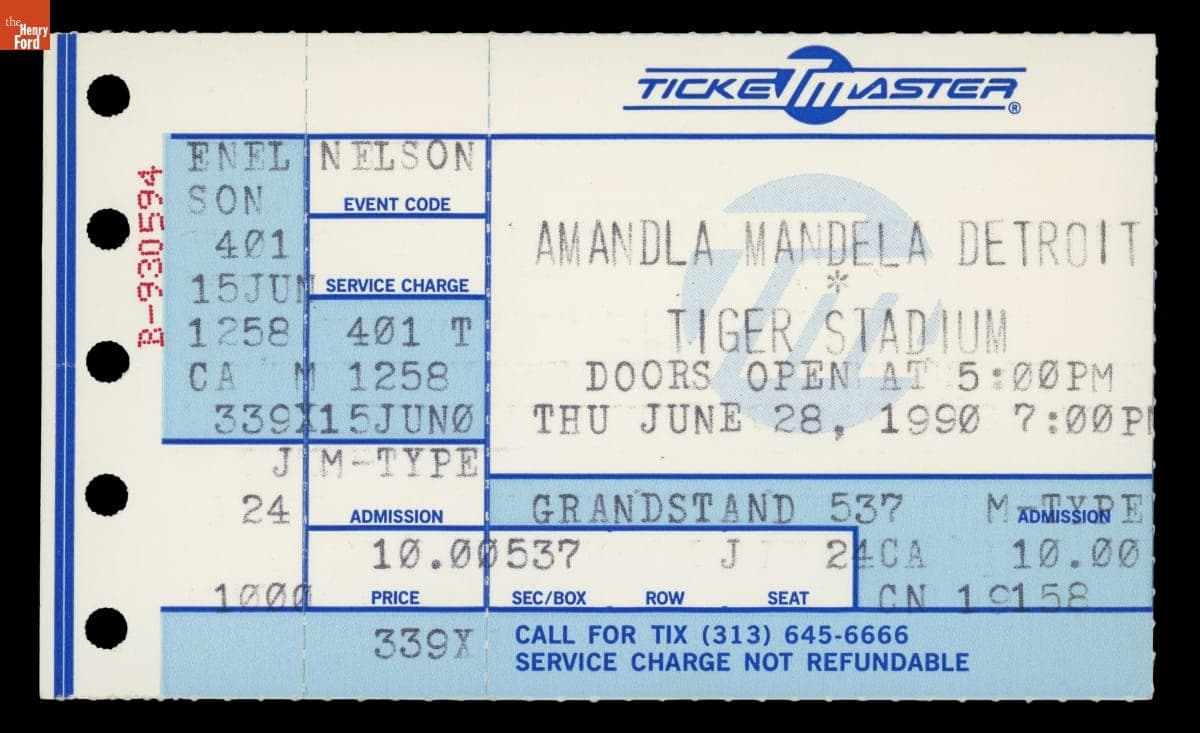 the
Henry
Ford
TICKETMASTER®
B-930594
ENEL NELSON
SON
EVENT CODE
401
15JUN
SERVICE CHARGE
1258 401 T
CA M 1258
339X15JUN0
J M-TYPE
24
ADMISSION
10.00
1000
PRICE
339X
AMANDLA MANDELA DETROIT
*
TIGER STADIUM
DOORS OPEN AT 5:00PM
THU JUNE 28, 1990 7:00PM
GRANDSTAND 537 M-TYPE
ADMISSION
537 J 24CA 10.00
SEC/BOX ROW SEAT
CN 19158
CALL FOR TIX (313) 645-6666
SERVICE CHARGE NOT REFUNDABLE